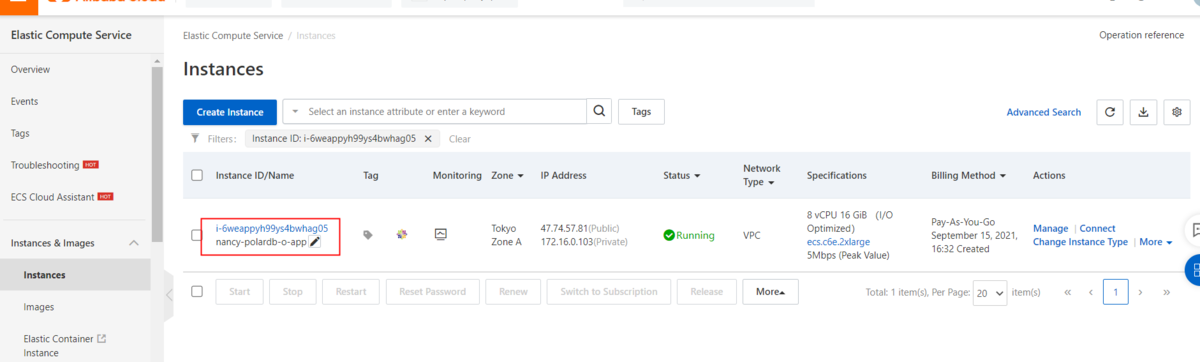 Elastic Compute Service
Elastic Compute Service / Instances
Operation reference
Overview
Events
Tags
Troubleshooting HOT
ECS Cloud Assistant HOT
Instances & Images
Instances
Images
Elastic Container
Instance
Instances
Create Instance
Select an instance attribute or enter a keyword
Tags
Advanced Search
Filters:
Instance ID: i-6weappyh99ys4bwhag05
Clear
Instance ID/Name
Tag
Monitoring
Zone
IP Address
Status
Network
Type
Specifications
Billing Method
Actions
i-6weappyh99ys4bwhag05
nancy-polardb-o-app
Tokyo
Zone A
47.74.57.81(Public)
172.16.0.103(Private)
Running
VPC
8 vCPU 16 GiB (I/O
Optimized)
ecs.c6e.2xlarge
5Mbps (Peak Value)
Pay-As-You-Go
September 15, 2021,
16:32 Created
Manage | Connect
Change Instance Type | More
Start
Stop
Restart
Reset Password
Renew
Switch to Subscription
Release
More
Total: 1 item(s), Per Page: 20 item(s)
« ‹ 1 › »